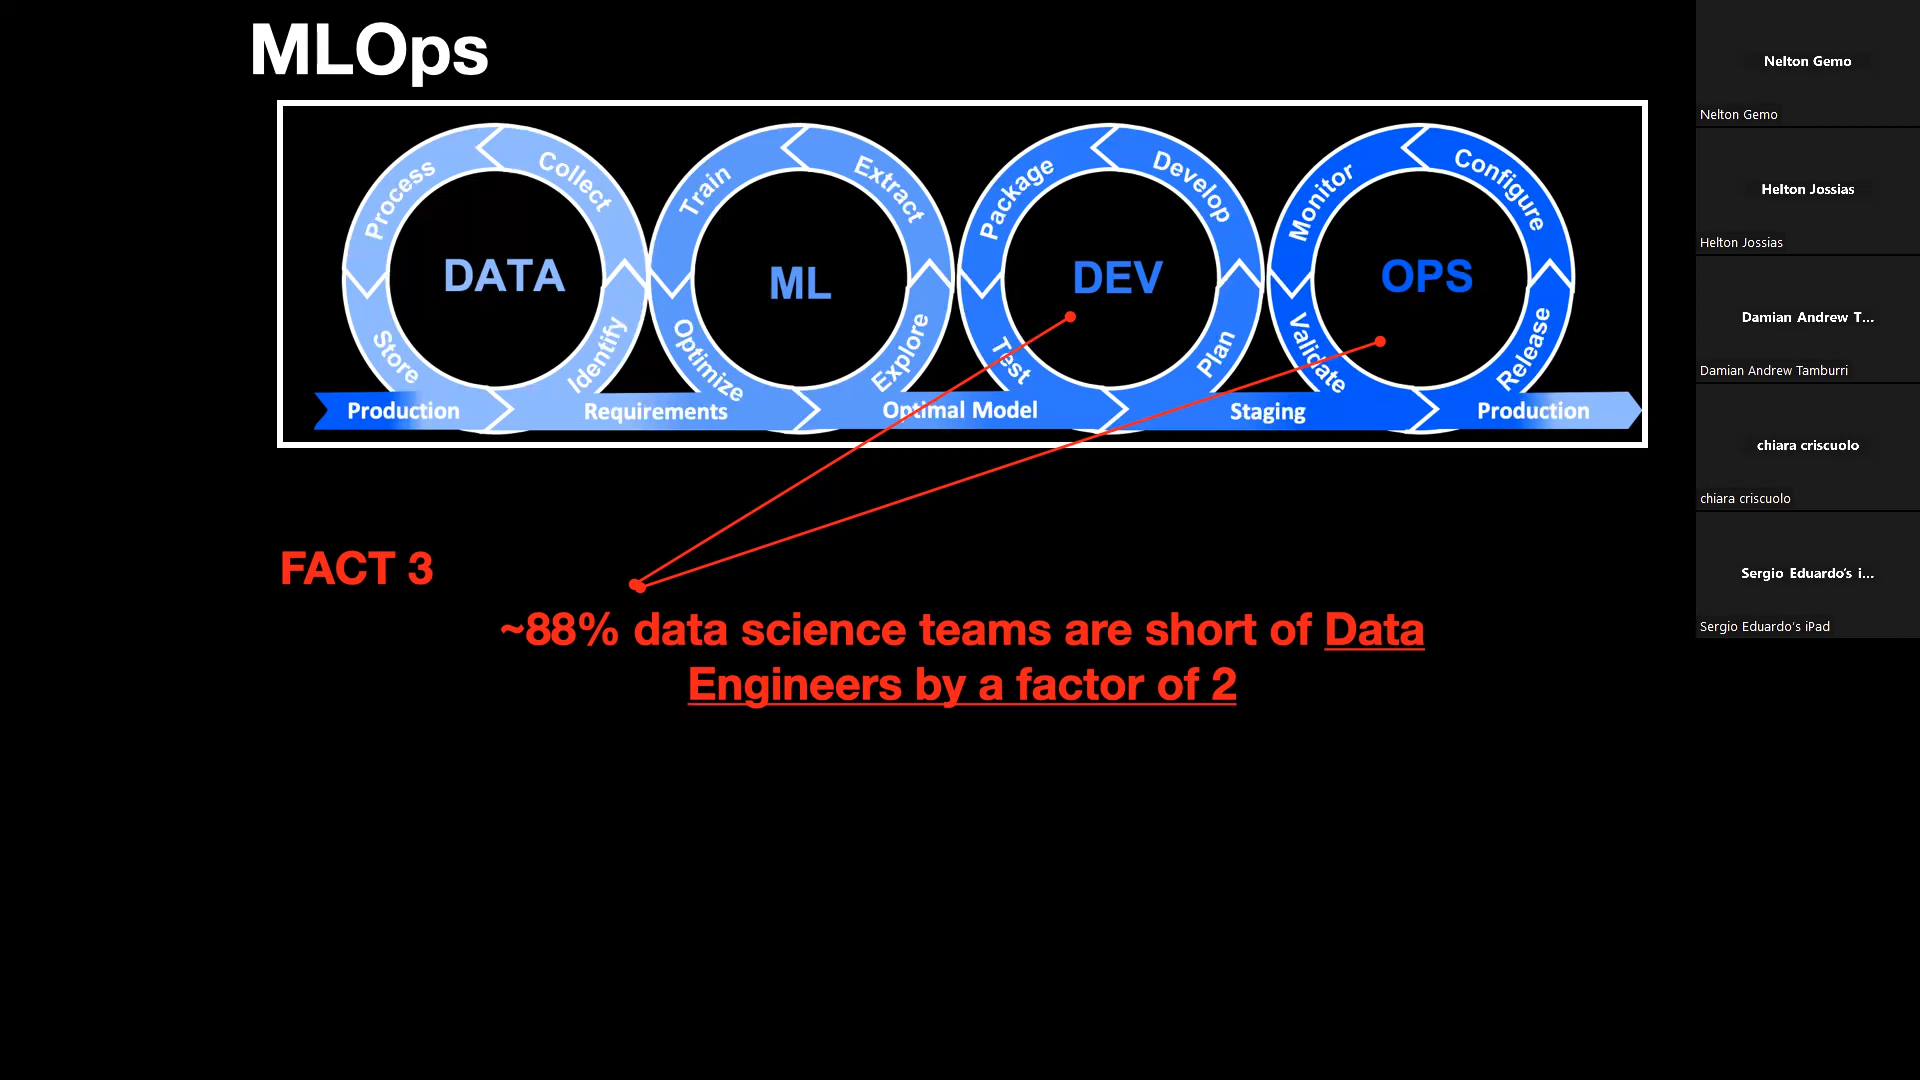 MLOps
Process
Collect
DATA
Store
Identify
Train
Extract
ML
Optimize
Explore
Package
Develop
DEV
Test
Plan
Monitor
Configure
OPS
Validate
Release
Production
Requirements
Optimal Model
Staging
Production
FACT 3
~88% data science teams are short of Data
Engineers by a factor of 2
Nelton Gemo
Nelton Gemo
Helton Jossias
Helton Jossias
Damian Andrew T...
Damian Andrew Tamburri
chiara criscuolo
chiara criscuolo
Sergio Eduardo's i...
Sergio Eduardo's iPad